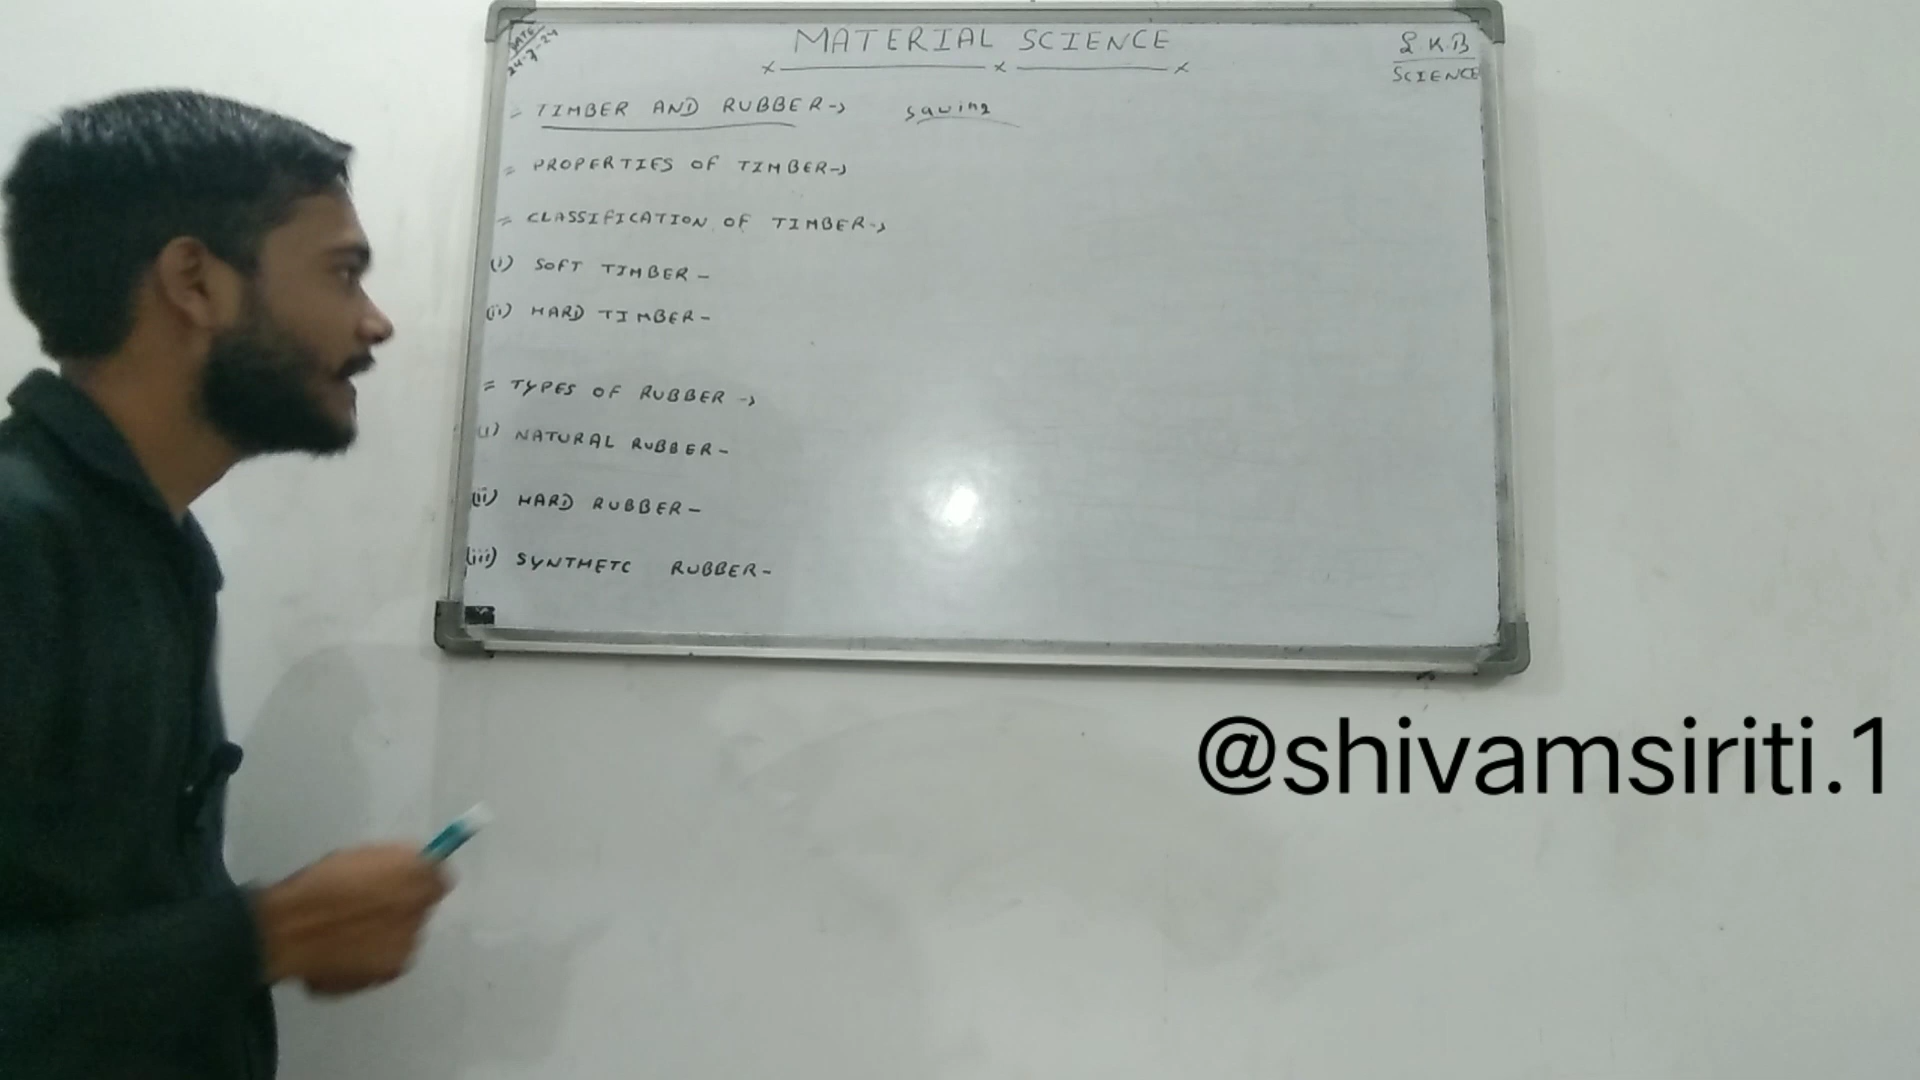 DATE
24-7-24
MATERIAL SCIENCE
L.K.B
SCIENCE
= TIMBER AND RUBBER→ sawing
= PROPERTIES OF TIMBER→
= CLASSIFICATION OF TIMBER→
(i) SOFT TIMBER -
(ii) HARD TIMBER -
= TYPES OF RUBBER →
(i) NATURAL RUBBER -
(ii) HARD RUBBER -
(iii) SYNTHETC RUBBER -
@shivamsiriti.1